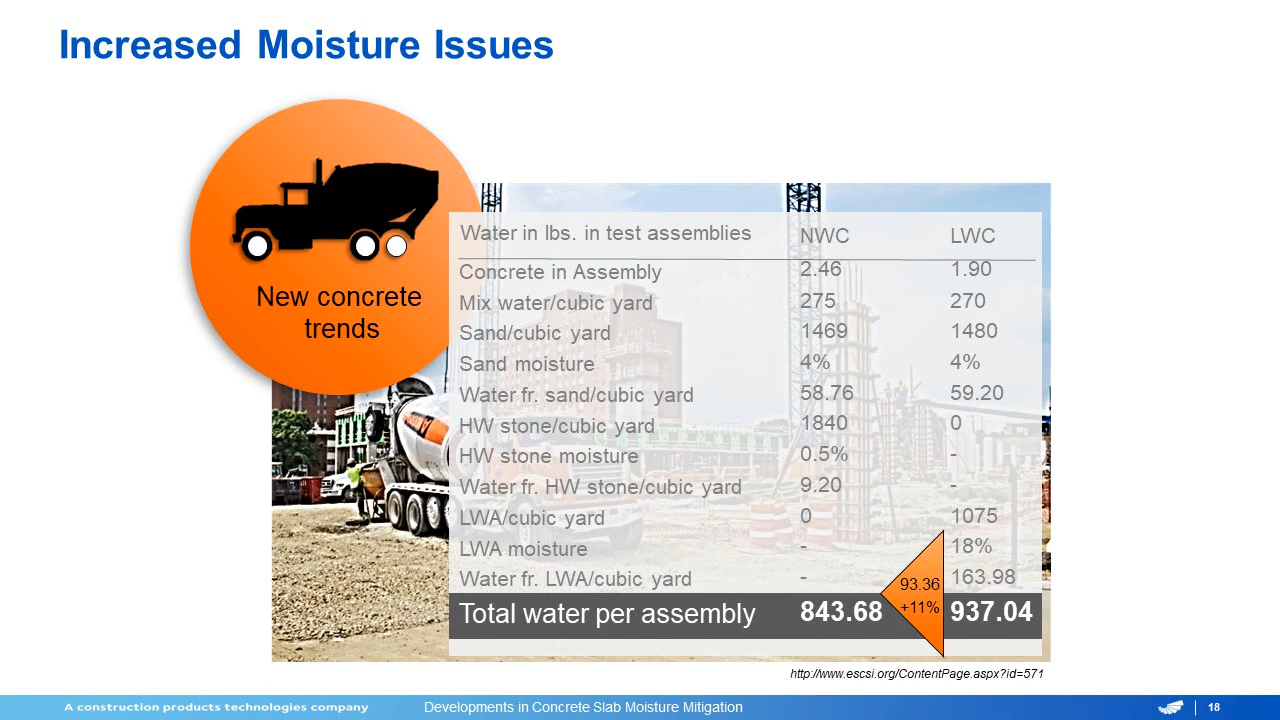 Increased Moisture Issues
New concrete
trends
Water in lbs. in test assemblies NWC LWC
Concrete in Assembly 2.46 1.90
Mix water/cubic yard 275 270
Sand/cubic yard 1469 1480
Sand moisture 4% 4%
Water fr. sand/cubic yard 58.76 59.20
HW stone/cubic yard 1840 0
HW stone moisture 0.5% -
Water fr. HW stone/cubic yard 9.20 -
LWA/cubic yard 0 1075
LWA moisture - 18%
Water fr. LWA/cubic yard - 163.98
93.36
+11%
Total water per assembly 843.68 937.04
http://www.escsi.org/ContentPage.aspx?id=571
A construction products technologies company Developments in Concrete Slab Moisture Mitigation 18